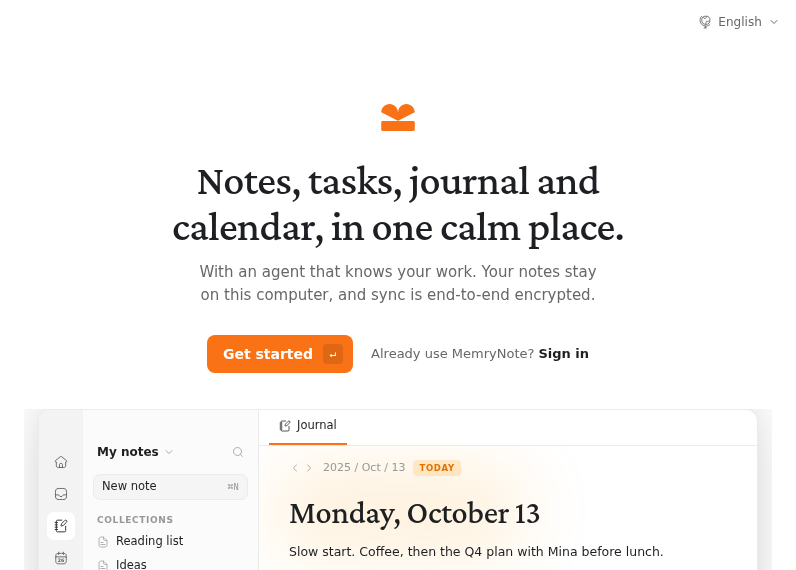 English
Notes, tasks, journal and
calendar, in one calm place.
With an agent that knows your work. Your notes stay
on this computer, and sync is end-to-end encrypted.
Get started ↵
Already use MemryNote? Sign in
Journal
My notes
2025 / Oct / 13 TODAY
New note ⌘N
Monday, October 13
COLLECTIONS
Reading list
Slow start. Coffee, then the Q4 plan with Mina before lunch.
Ideas